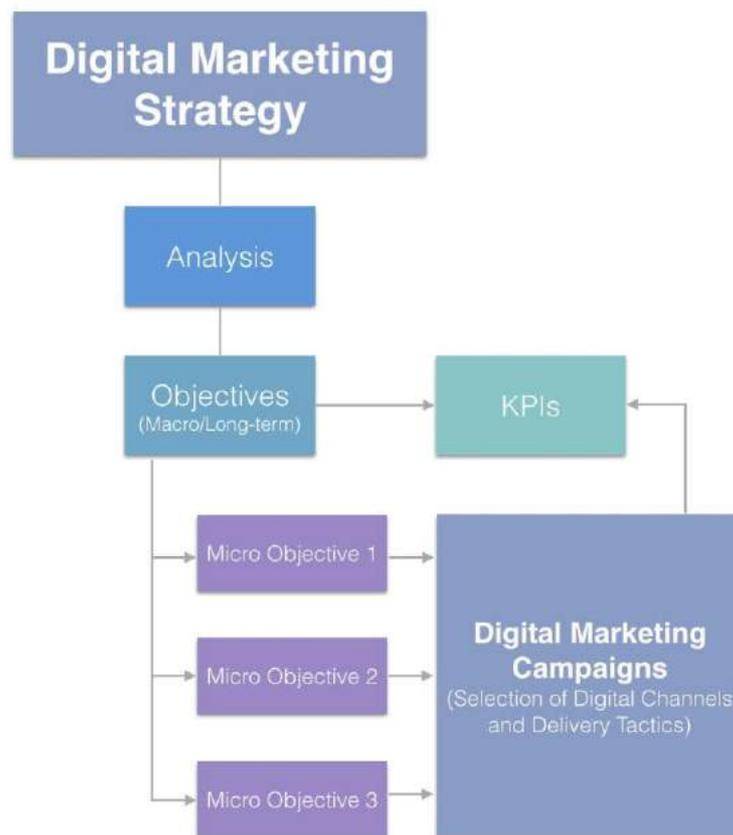 Digital Marketing
Strategy
Analysis
Objectives
(Macro/Long-term)
KPIs
Micro Objective 1
Micro Objective 2
Micro Objective 3
Digital Marketing
Campaigns
(Selection of Digital Channels
and Delivery Tactics)